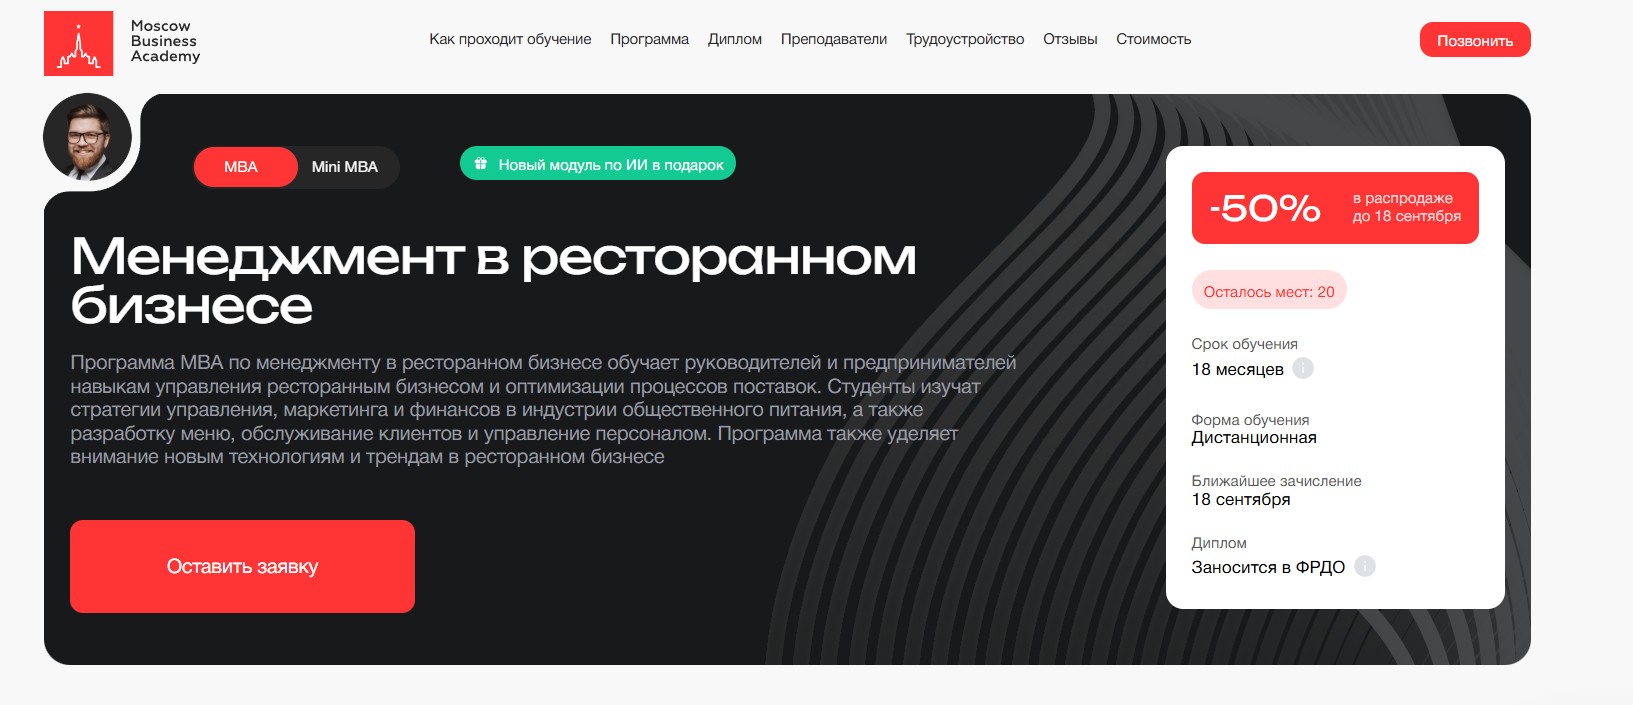 Moscow
Business
Academy
Как проходит обучение Программа Диплом Преподаватели Трудоустройство Отзывы Стоимость
Позвонить
MBA Mini MBA
Новый модуль по ИИ в подарок
Менеджмент в ресторанном
бизнесе
Программа MBA по менеджменту в ресторанном бизнесе обучает руководителей и предпринимателей
навыкам управления ресторанным бизнесом и оптимизации процессов поставок. Студенты изучат
стратегии управления, маркетинга и финансов в индустрии общественного питания, а также
разработку меню, обслуживание клиентов и управление персоналом. Программа также уделяет
внимание новым технологиям и трендам в ресторанном бизнесе
Оставить заявку
-50%
в распродаже
до 18 сентября
Осталось мест: 20
Срок обучения
18 месяцев
Форма обучения
Дистанционная
Ближайшее зачисление
18 сентября
Диплом
Заносится в ФРДО